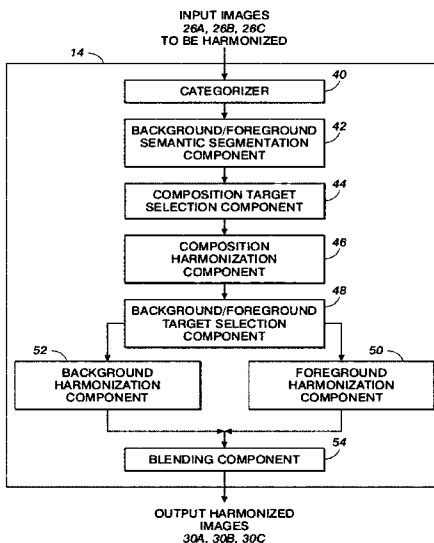 INPUT IMAGES
26A, 26B, 26C
TO BE HARMONIZED
14
40
CATEGORIZER
42
BACKGROUND/FOREGROUND
SEMANTIC SEGMENTATION
COMPONENT
44
COMPOSITION TARGET
SELECTION COMPONENT
46
COMPOSITION
HARMONIZATION
COMPONENT
48
BACKGROUND/FOREGROUND
TARGET SELECTION
COMPONENT
52
BACKGROUND
HARMONIZATION
COMPONENT
50
FOREGROUND
HARMONIZATION
COMPONENT
54
BLENDING COMPONENT
OUTPUT HARMONIZED
IMAGES
30A, 30B, 30C